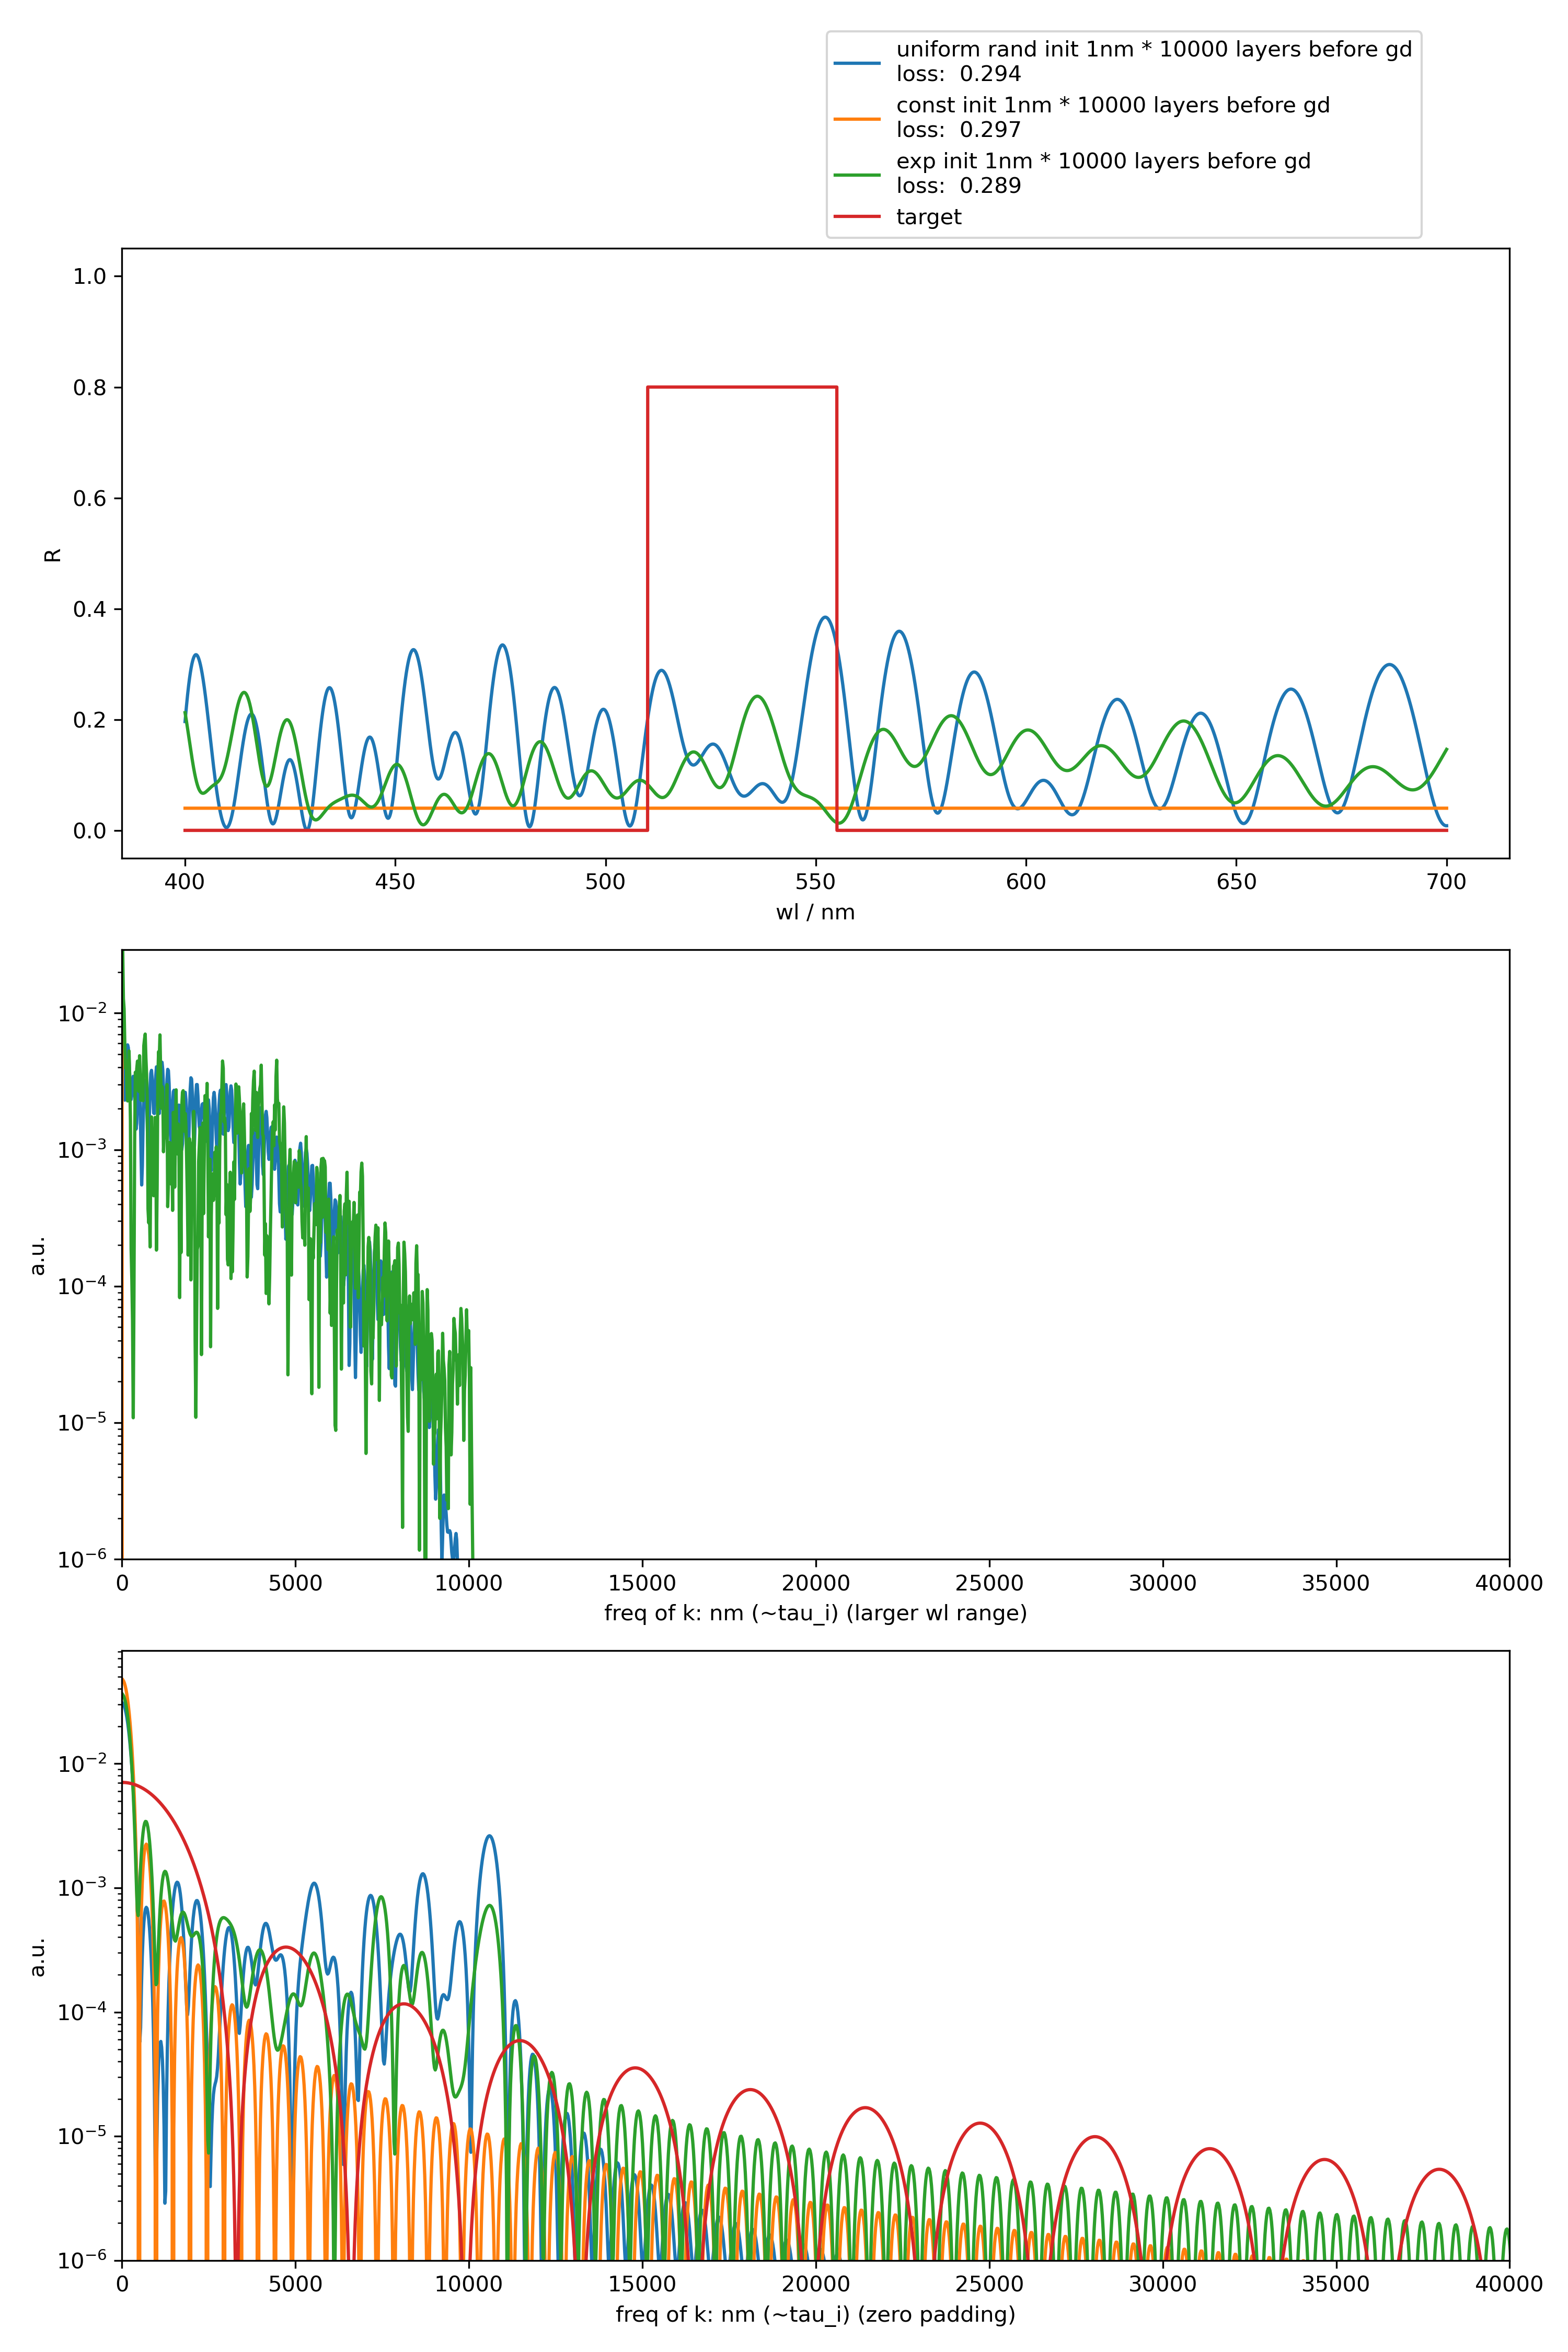 uniform rand init 1nm * 10000 layers before gd
loss:  0.294
const init 1nm * 10000 layers before gd
loss:  0.297
exp init 1nm * 10000 layers before gd
loss:  0.289
target
1.0
0.8
0.6
0.4
0.2
0.0
R
400 450 500 550 600 650 700
wl / nm
10⁻²
10⁻³
10⁻⁴
10⁻⁵
10⁻⁶
a.u.
0 5000 10000 15000 20000 25000 30000 35000 40000
freq of k: nm (~tau_i) (larger wl range)
10⁻²
10⁻³
10⁻⁴
10⁻⁵
10⁻⁶
a.u.
0 5000 10000 15000 20000 25000 30000 35000 40000
freq of k: nm (~tau_i) (zero padding)